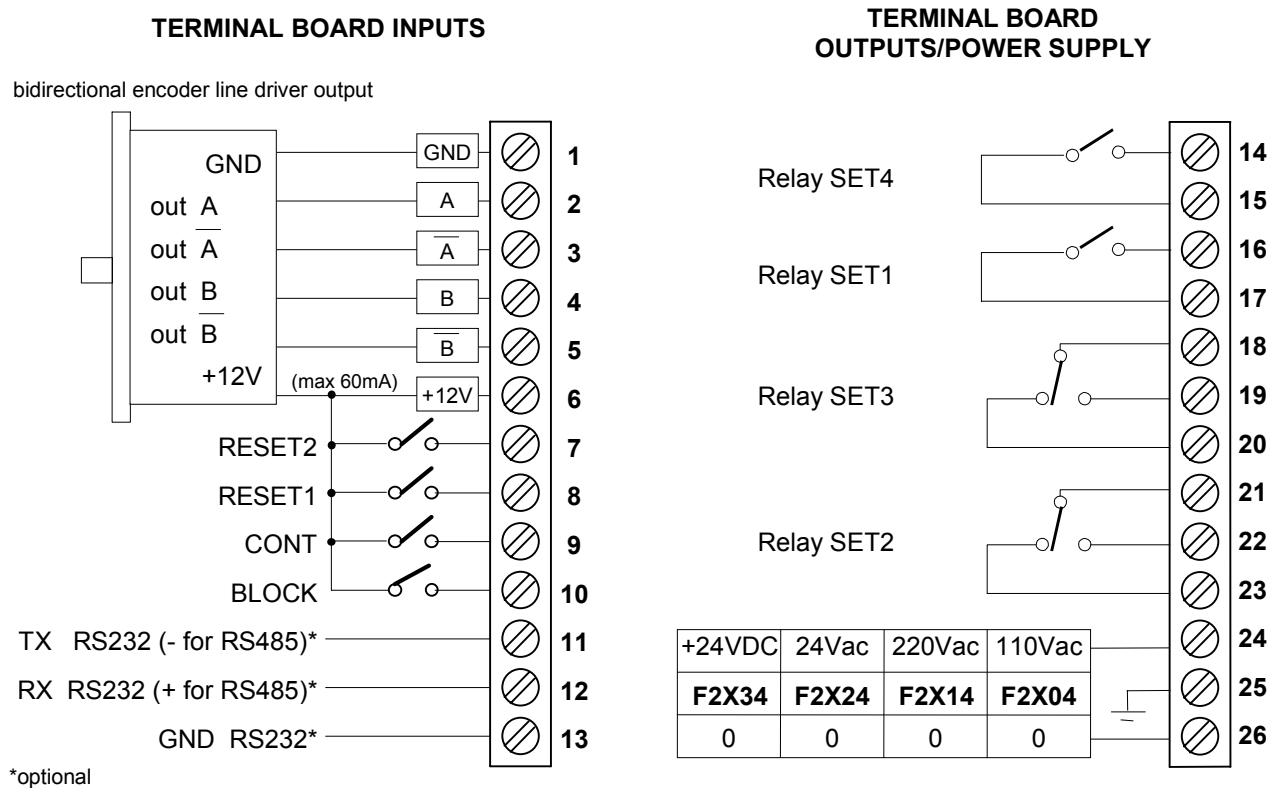 TERMINAL BOARD INPUTS
bidirectional encoder line driver output
GND GND 1
out A A 2
out A̅ A̅ 3
out B B 4
out B̅ B̅ 5
+12V (max 60mA) +12V 6
RESET2 7
RESET1 8
CONT 9
BLOCK 10
TX RS232 (- for RS485)* 11
RX RS232 (+ for RS485)* 12
GND RS232* 13
*optional
TERMINAL BOARD
OUTPUTS/POWER SUPPLY
14
Relay SET4
15
16
Relay SET1
17
18
Relay SET3 19
20
21
Relay SET2 22
23
+24VDC 24Vac 220Vac 110Vac 24
F2X34 F2X24 F2X14 F2X04 25
0 0 0 0 26